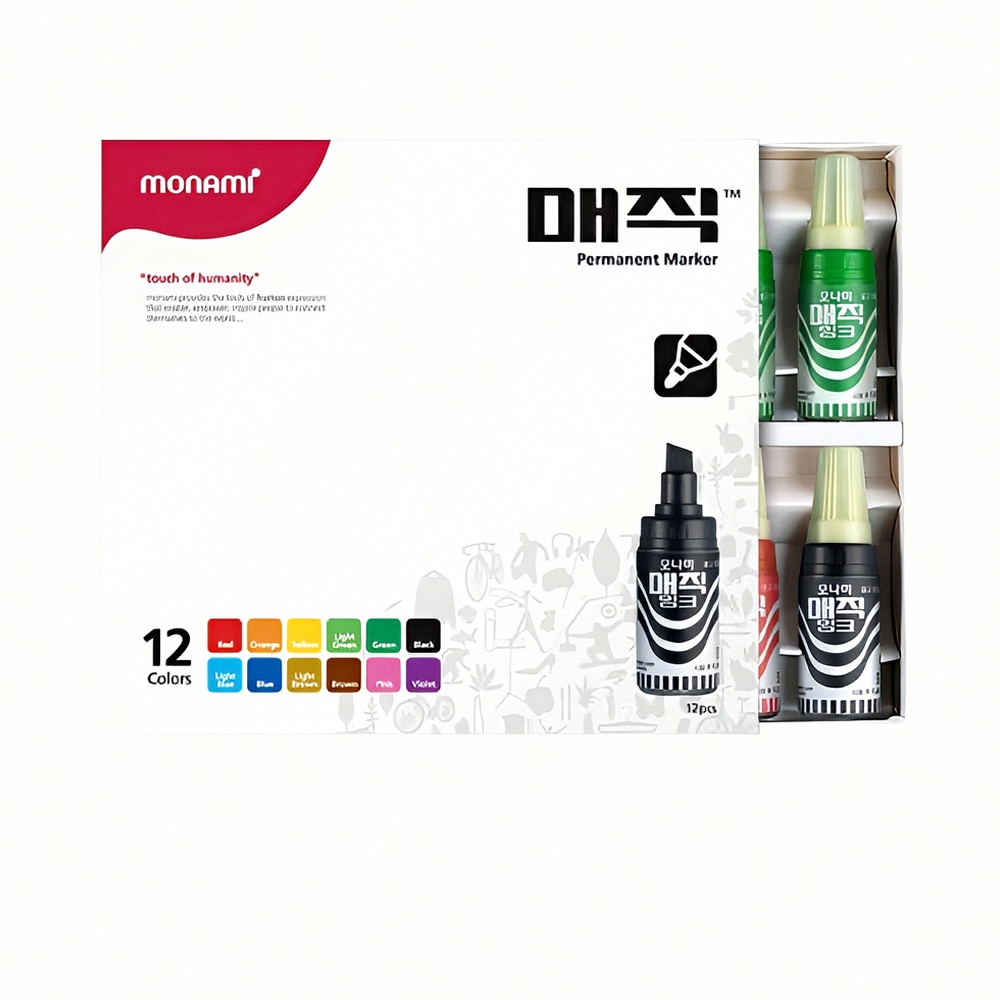 monami
매직™
Permanent Marker
"touch of humanity"
12
Colors
Red
Orange
Yellow
Light
Green
Green
Black
Light
Blue
Blue
Light
Brown
Brown
Pink
Violet
모나미
매직
잉크
12pcs
모나미
매직
잉크
모나미
매직
잉크